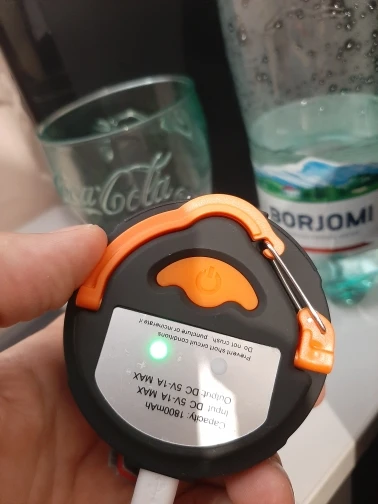 Coca-Cola
BORJOMI
Capacity: 1800mAh
Input: DC 5V-1A MAX
Output: DC 5V-1A MAX
Do not crush, puncture or incinerate it
Prevent short circuit conditions